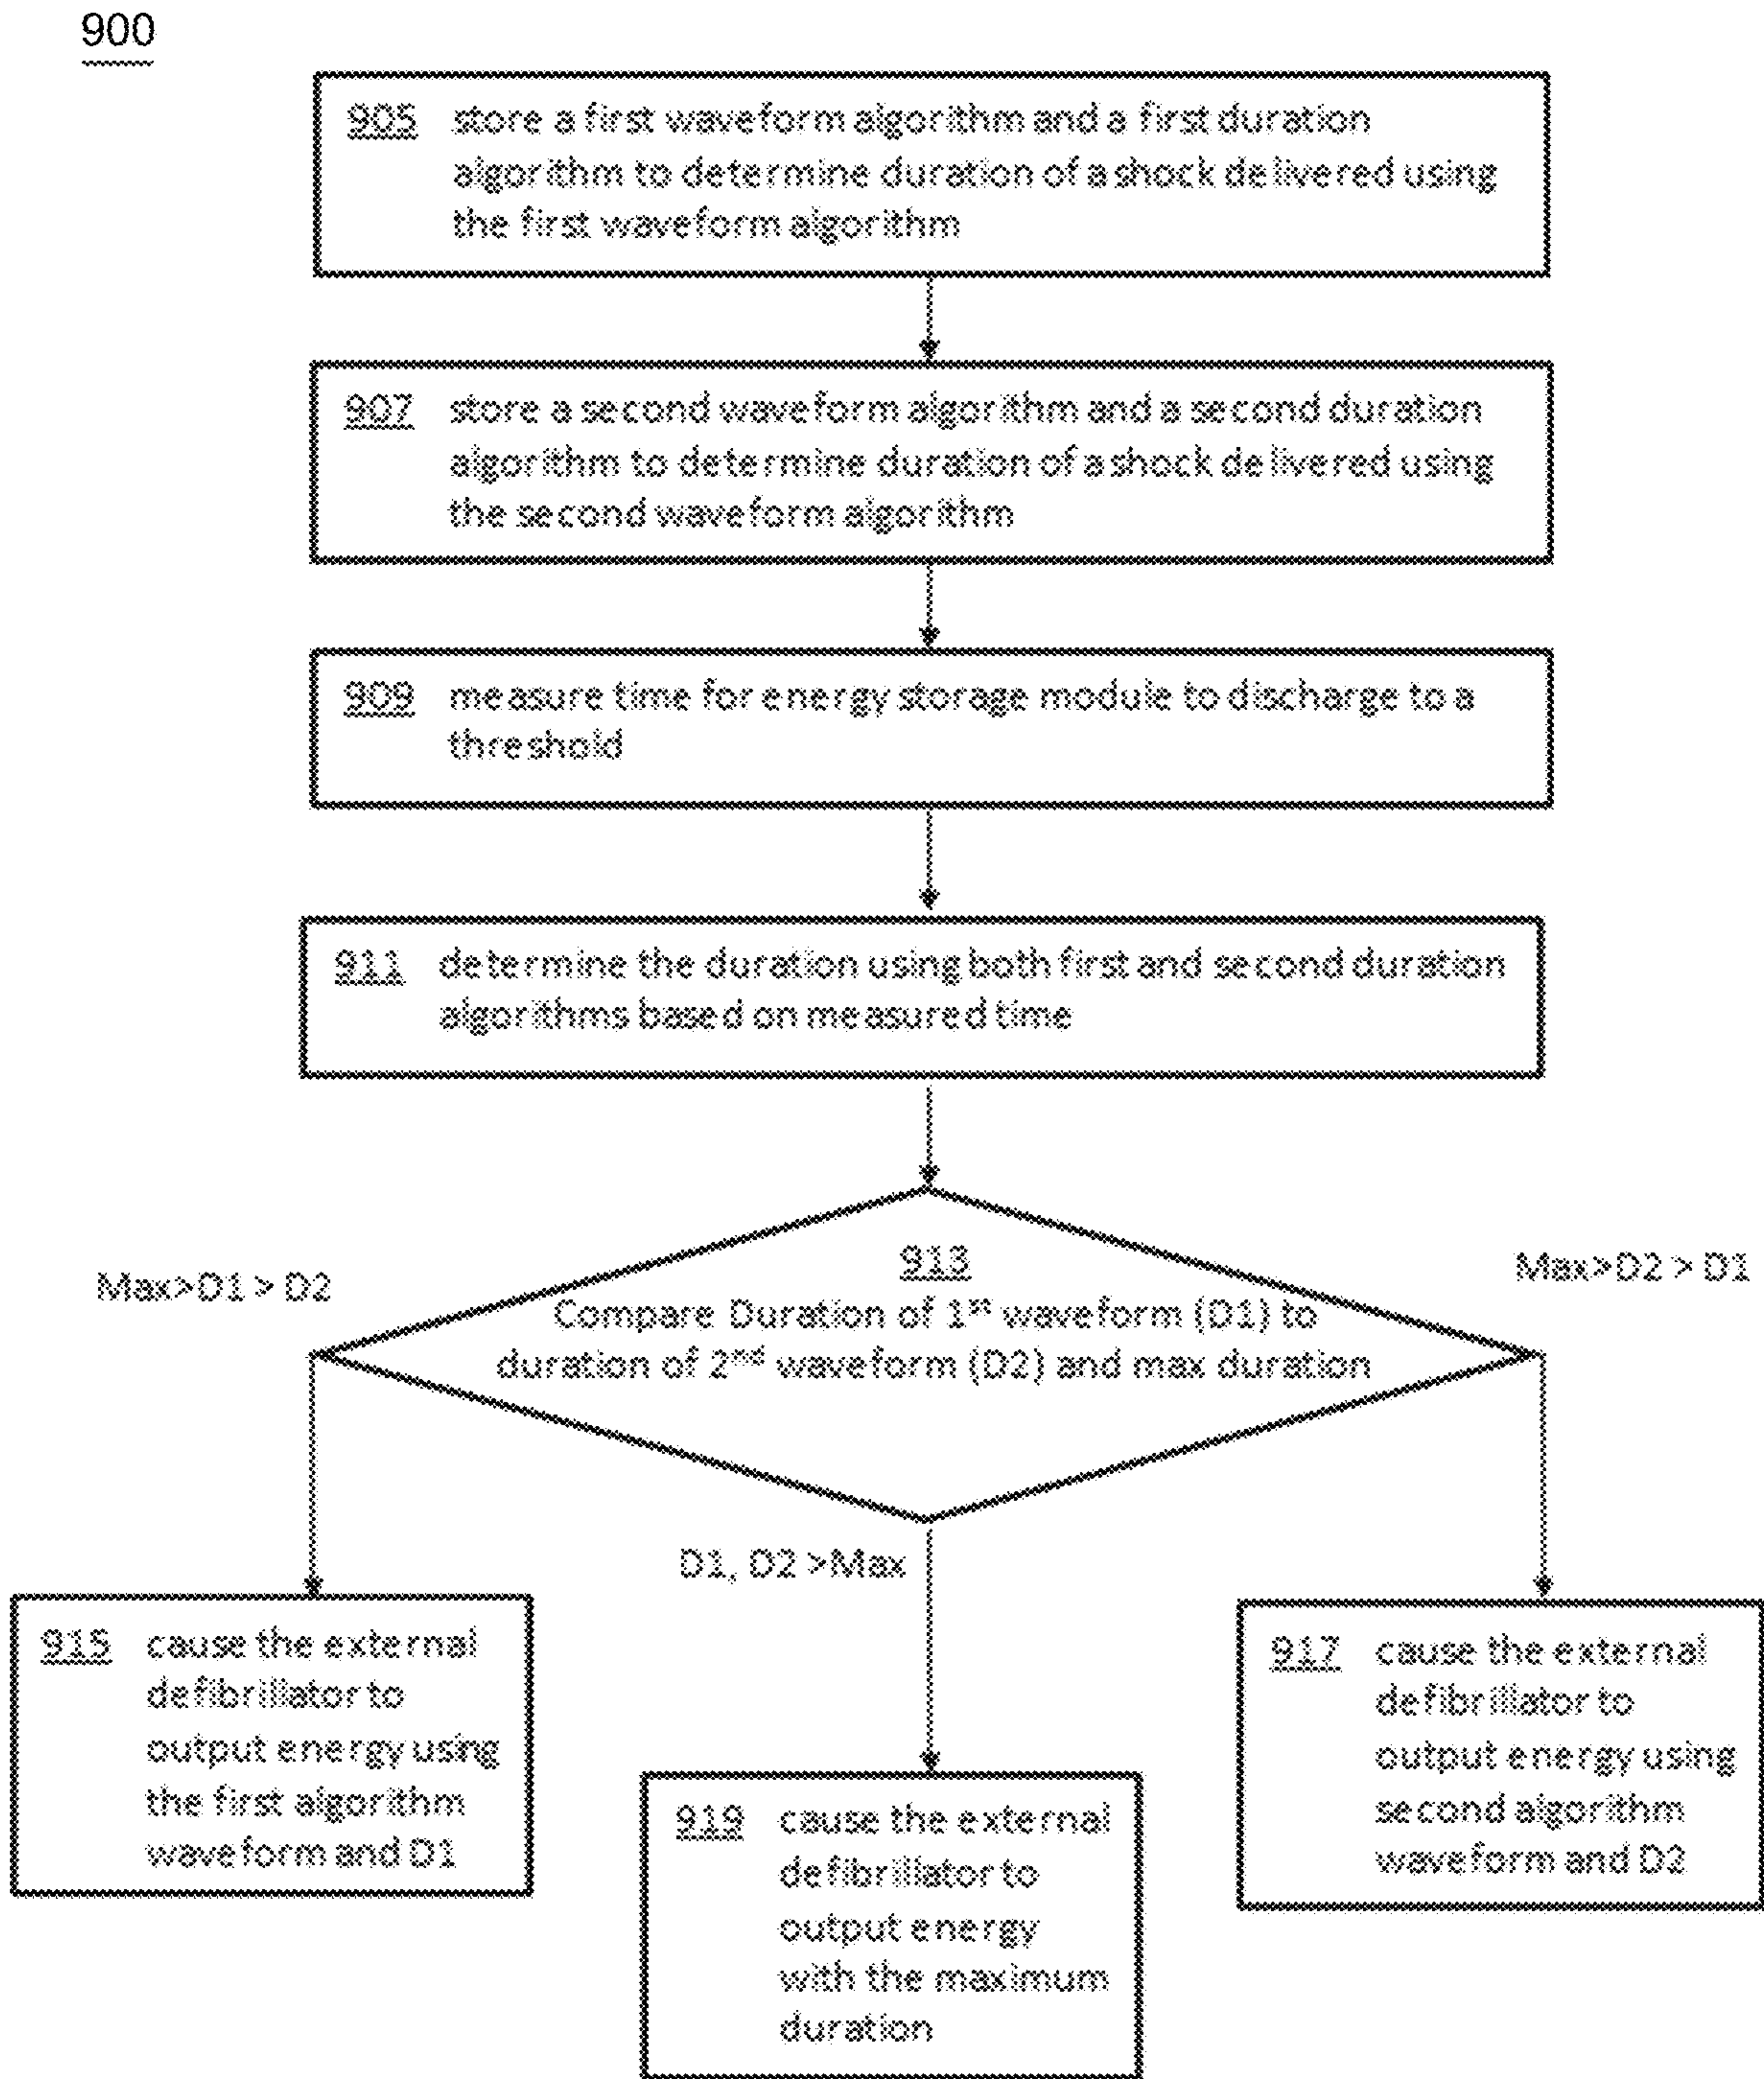 900
905 store a first waveform algorithm and a first duration
algorithm to determine duration of a shock delivered using
the first waveform algorithm
907 store a second waveform algorithm and a second duration
algorithm to determine duration of a shock delivered using
the second waveform algorithm
909 measure time for energy storage module to discharge to a
threshold
911 determine the duration using both first and second duration
algorithms based on measured time
913
Compare Duration of 1st waveform (D1) to
duration of 2nd waveform (D2) and max duration
Max>D1 > D2
Max>D2 > D1
D1, D2 >Max
915 cause the external
defibrillator to
output energy using
the first algorithm
waveform and D1
919 cause the external
defibrillator to
output energy
with the maximum
duration
917 cause the external
defibrillator to
output energy using
second algorithm
waveform and D2